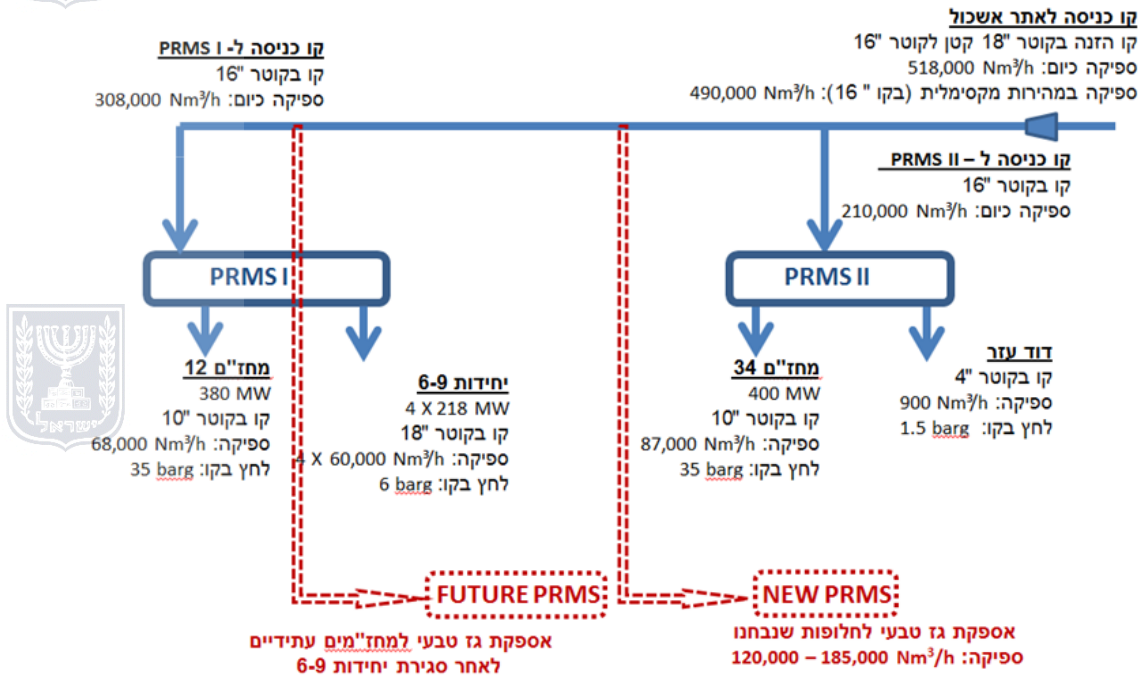 קו כניסה לאתר אשכול
קו הזנה בקוטר "18 קטן לקוטר "16
ספיקה כיום: 518,000 Nm³/h
ספיקה במהירות מקסימלית (בקו " 16): 490,000 Nm³/h
קו כניסה ל- PRMS I
קו בקוטר "16
ספיקה כיום: 308,000 Nm³/h
קו כניסה ל – PRMS II
קו בקוטר "16
ספיקה כיום: 210,000 Nm³/h
PRMS I
PRMS II
מחז"ם 12
380 MW
קו בקוטר "10
ספיקה: 68,000 Nm³/h
לחץ בקו: 35 barg
יחידות 6-9
4 X 218 MW
קו בקוטר "18
ספיקה: 4 X 60,000 Nm³/h
לחץ בקו: 6 barg
מחז"ם 34
400 MW
קו בקוטר "10
ספיקה: 87,000 Nm³/h
לחץ בקו: 35 barg
דוד עזר
קו בקוטר "4
ספיקה: 900 Nm³/h
לחץ בקו: 1.5 barg
FUTURE PRMS
אספקת גז טבעי למחז"מים עתידיים
לאחר סגירת יחידות 6-9
NEW PRMS
אספקת גז טבעי לחלופות שנבחנו
ספיקה: 120,000 – 185,000 Nm³/h
ישראל